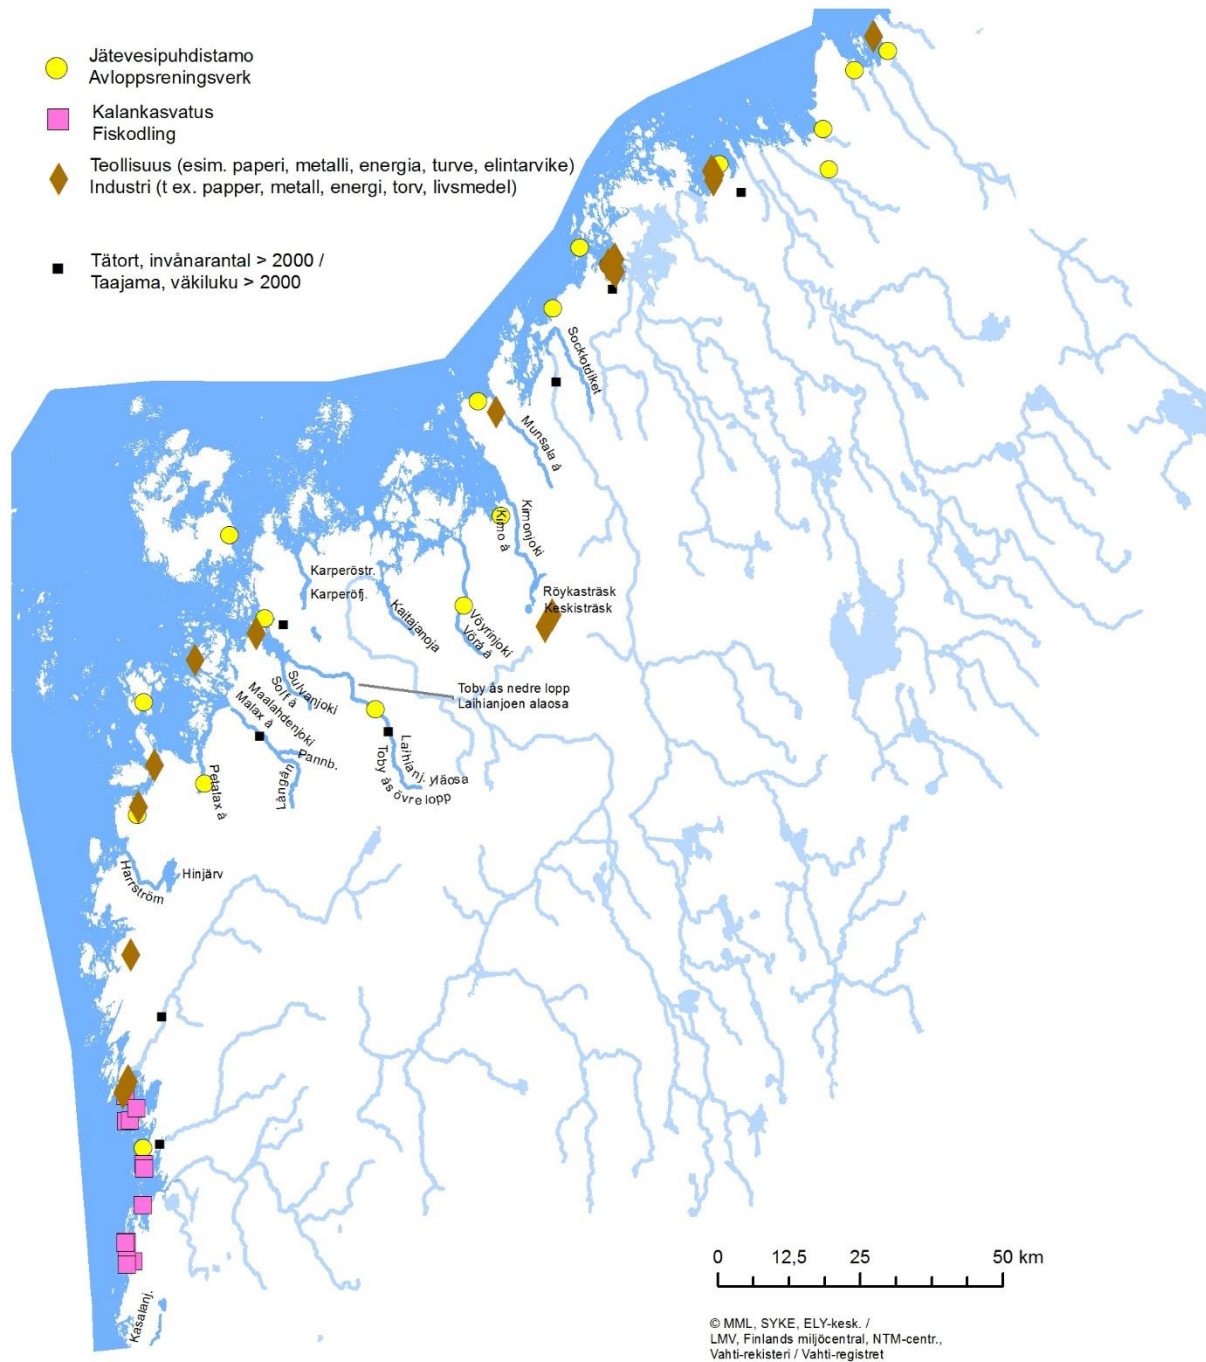 Jätevesipuhdistamo
Avloppsreningsverk
Kalankasvatus
Fiskodling
Teollisuus (esim. paperi, metalli, energia, turve, elintarvike)
Industri (t ex. papper, metall, energi, torv, livsmedel)
Tätort, invånarantal > 2000 /
Taajama, väkiluku > 2000
Socklotdiket
Munsala å
Kimonjoki
Kimo å
Karperöstr.
Karperöfj.
Kaitajanoja
Röykasträsk
Keskisträsk
Vöyrinjoki
Vörå å
Toby ås nedre lopp
Laihianjoen alaosa
Sulvanjoki
Solf å
Maalahdenjoki
Malax å
Pannb.
Långån
Laihianj. yläosa
Toby ås övre lopp
Petalax å
Hinjärv
Harrström
Kasalanj.
0 12,5 25 50 km
© MML, SYKE, ELY-kesk. /
LMV, Finlands miljöcentral, NTM-centr.,
Vahti-rekisteri / Vahti-registret